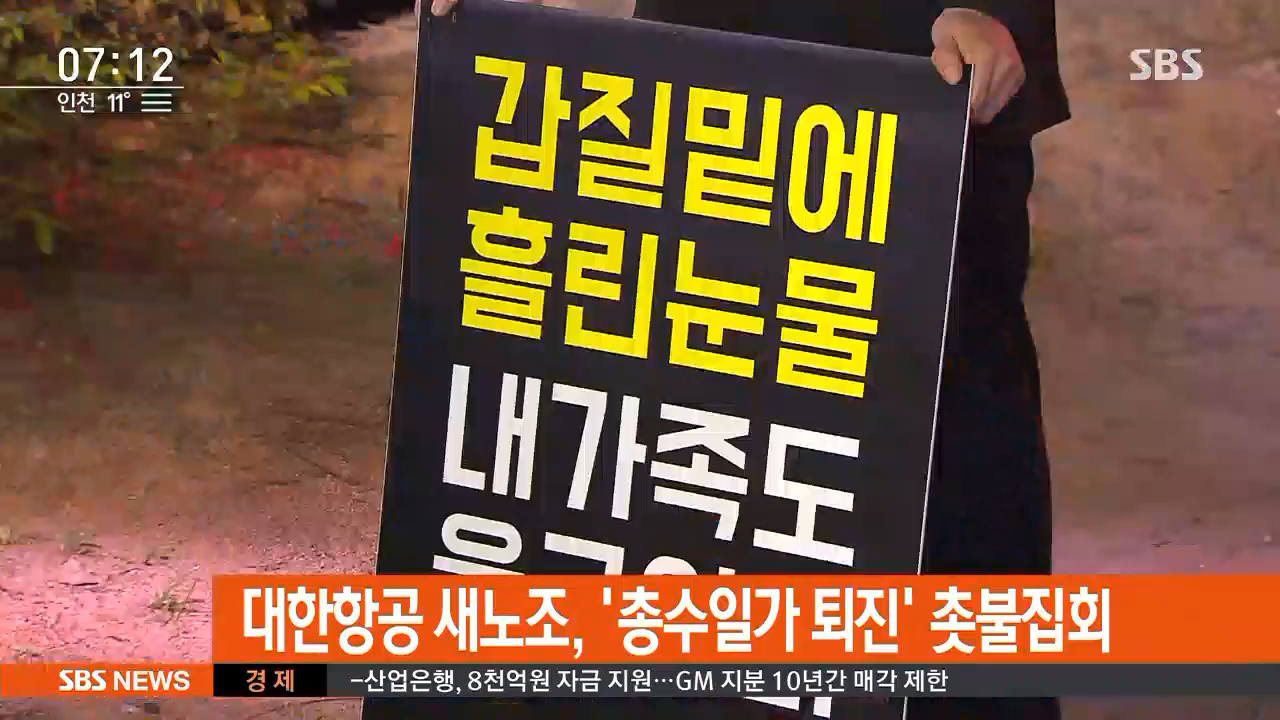 07:12
SBS
인천 11°
갑질밑에
흘린눈물
내가족도
대한항공 새노조, '총수일가 퇴진' 촛불집회
SBS NEWS 경제 -산업은행, 8천억원 자금 지원…GM 지분 10년간 매각 제한